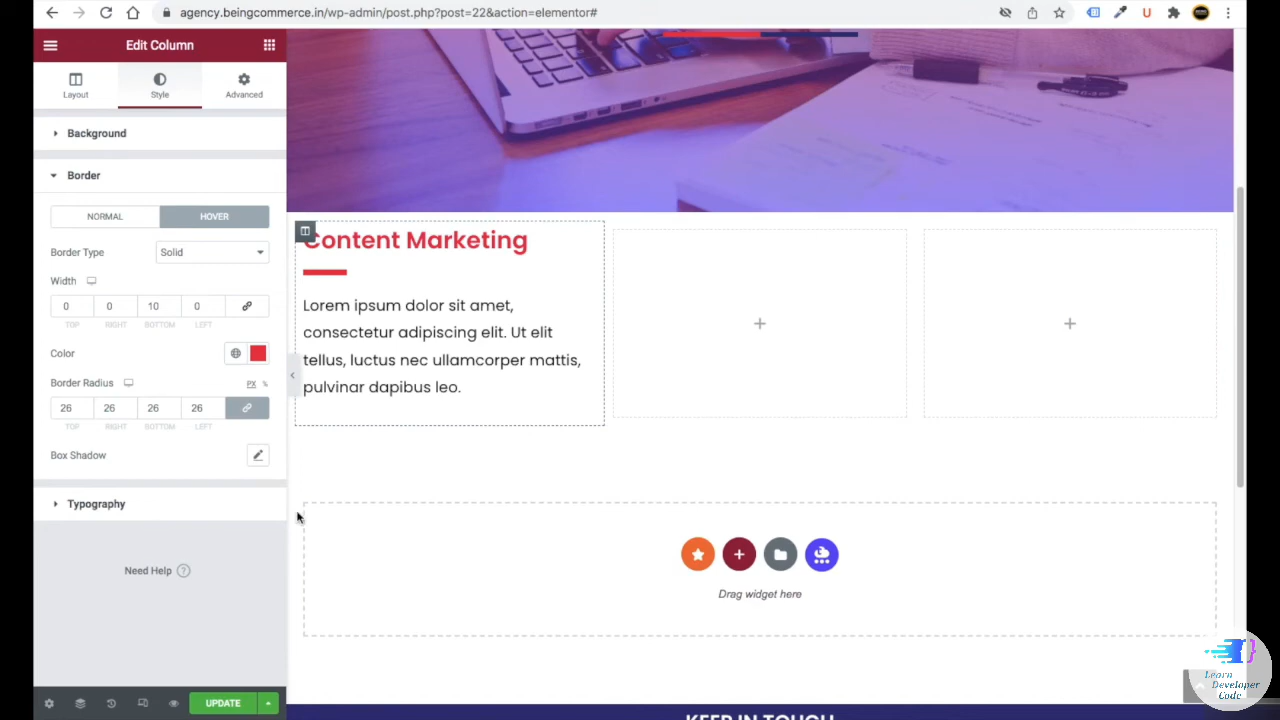 agency.beingcommerce.in/wp-admin/post.php?post=22&action=elementor#
Edit Column
Layout
Style
Advanced
Background
Border
NORMAL
HOVER
Border Type
Solid
Width
0
0
10
0
TOP
RIGHT
BOTTOM
LEFT
Color
Border Radius
PX
%
26
26
26
26
TOP
RIGHT
BOTTOM
LEFT
Box Shadow
Typography
Need Help ?
UPDATE
Content Marketing
Lorem ipsum dolor sit amet,
consectetur adipiscing elit. Ut elit
tellus, luctus nec ullamcorper mattis,
pulvinar dapibus leo.
Drag widget here
KEEP IN TOUCH
Learn
Developer
Code